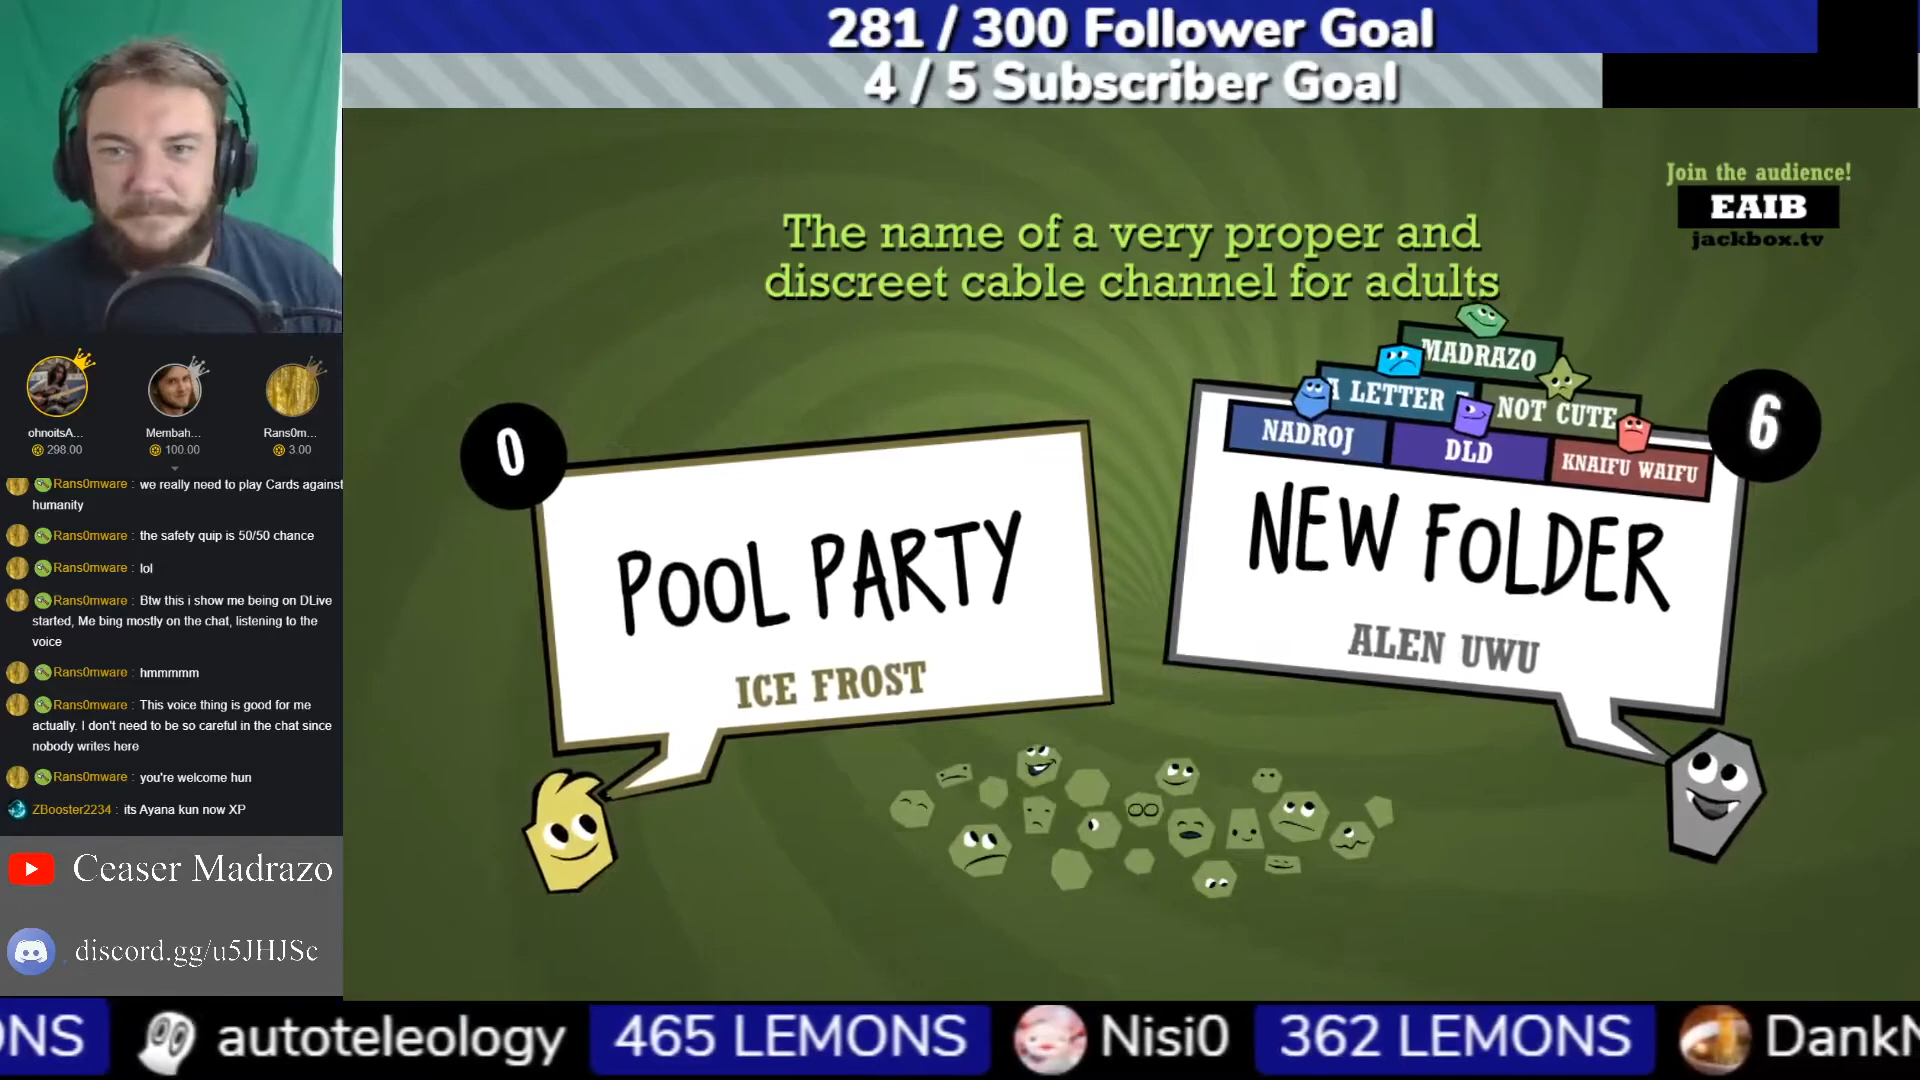 281 / 300 Follower Goal
4 / 5 Subscriber Goal
Join the audience!
EAIB
jackbox.tv
The name of a very proper and
discreet cable channel for adults
MADRAZO
A LETTER
NOT CUTE
NADROJ
DLD
KNAIFU WAIFU
0
6
POOL PARTY
ICE FROST
NEW FOLDER
ALEN UWU
ohnoitsA...
298.00
Membah...
100.00
Rans0m...
3.00
Rans0mware : we really need to play Cards against
humanity
Rans0mware : the safety quip is 50/50 chance
Rans0mware : lol
Rans0mware : Btw this i show me being on DLive
started, Me bing mostly on the chat, listening to the
voice
Rans0mware : hmmmmm
Rans0mware : This voice thing is good for me
actually. I don't need to be so careful in the chat since
nobody writes here
Rans0mware : you're welcome hun
ZBooster2234 : its Ayana kun now XP
Ceaser Madrazo
discord.gg/u5JHJSc
ONS autoteleology 465 LEMONS Nisi0 362 LEMONS DankN